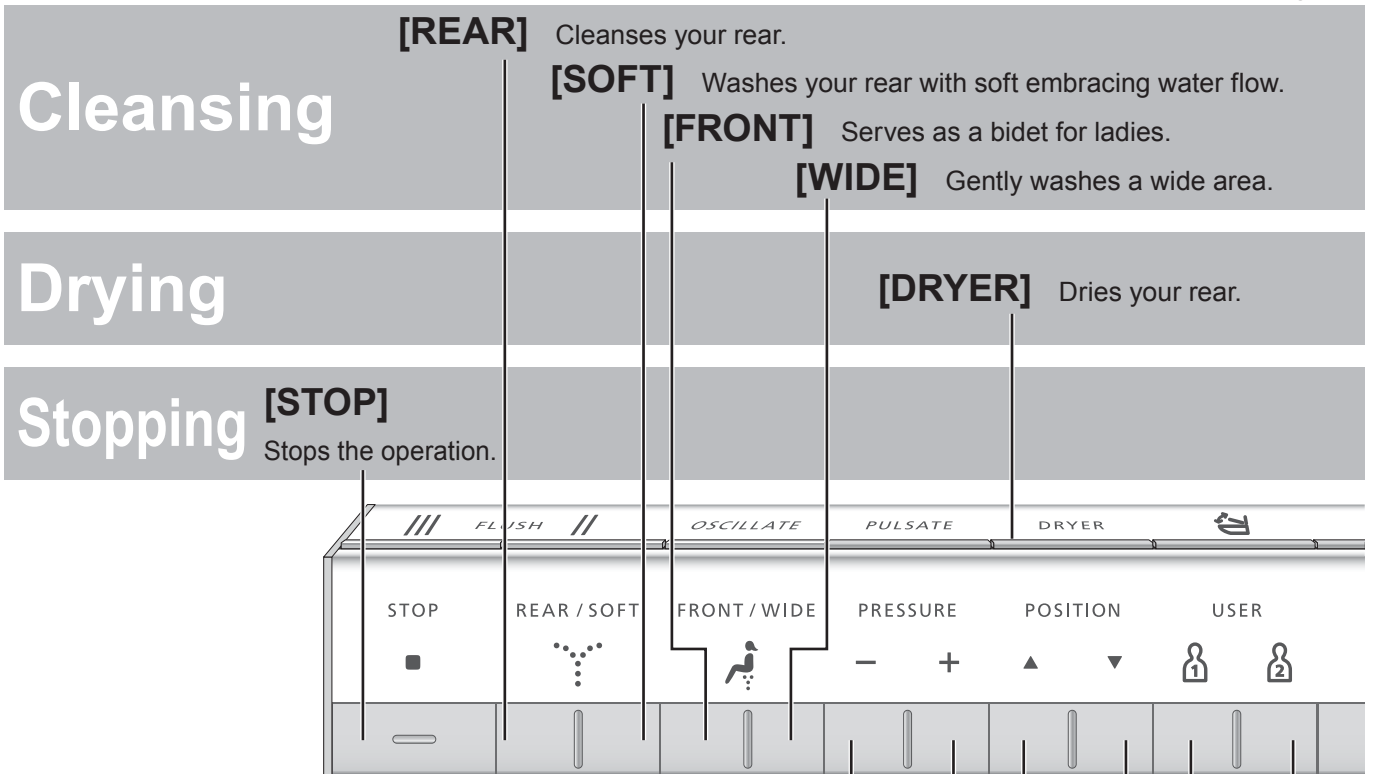 Cleansing
[REAR] Cleanses your rear.
[SOFT] Washes your rear with soft embracing water flow.
[FRONT] Serves as a bidet for ladies.
[WIDE] Gently washes a wide area.
Drying
[DRYER] Dries your rear.
Stopping
[STOP]
Stops the operation.
FLUSH OSCILLATE PULSATE DRYER
STOP REAR / SOFT FRONT / WIDE PRESSURE POSITION USER
− + ▲ ▼ 1 2